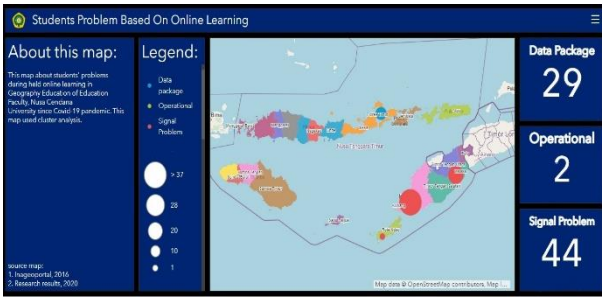 Students Problem Based On Online Learning
About this map:
This map about students' problems
during held online learning in
Geography Education of Education
Faculty, Nusa Cendana
University since Covid-19 pandemic. This
map used cluster analysis.
source map:
1. Inageoportal, 2016
2. Research results, 2020
Legend:
Data
package
Operational
Signal
Problem
> 37
28
20
10
1
Nusa Tenggara Timur
Map data © OpenStreetMap contributors, Map l...
Data Package
29
Operational
2
Signal Problem
44